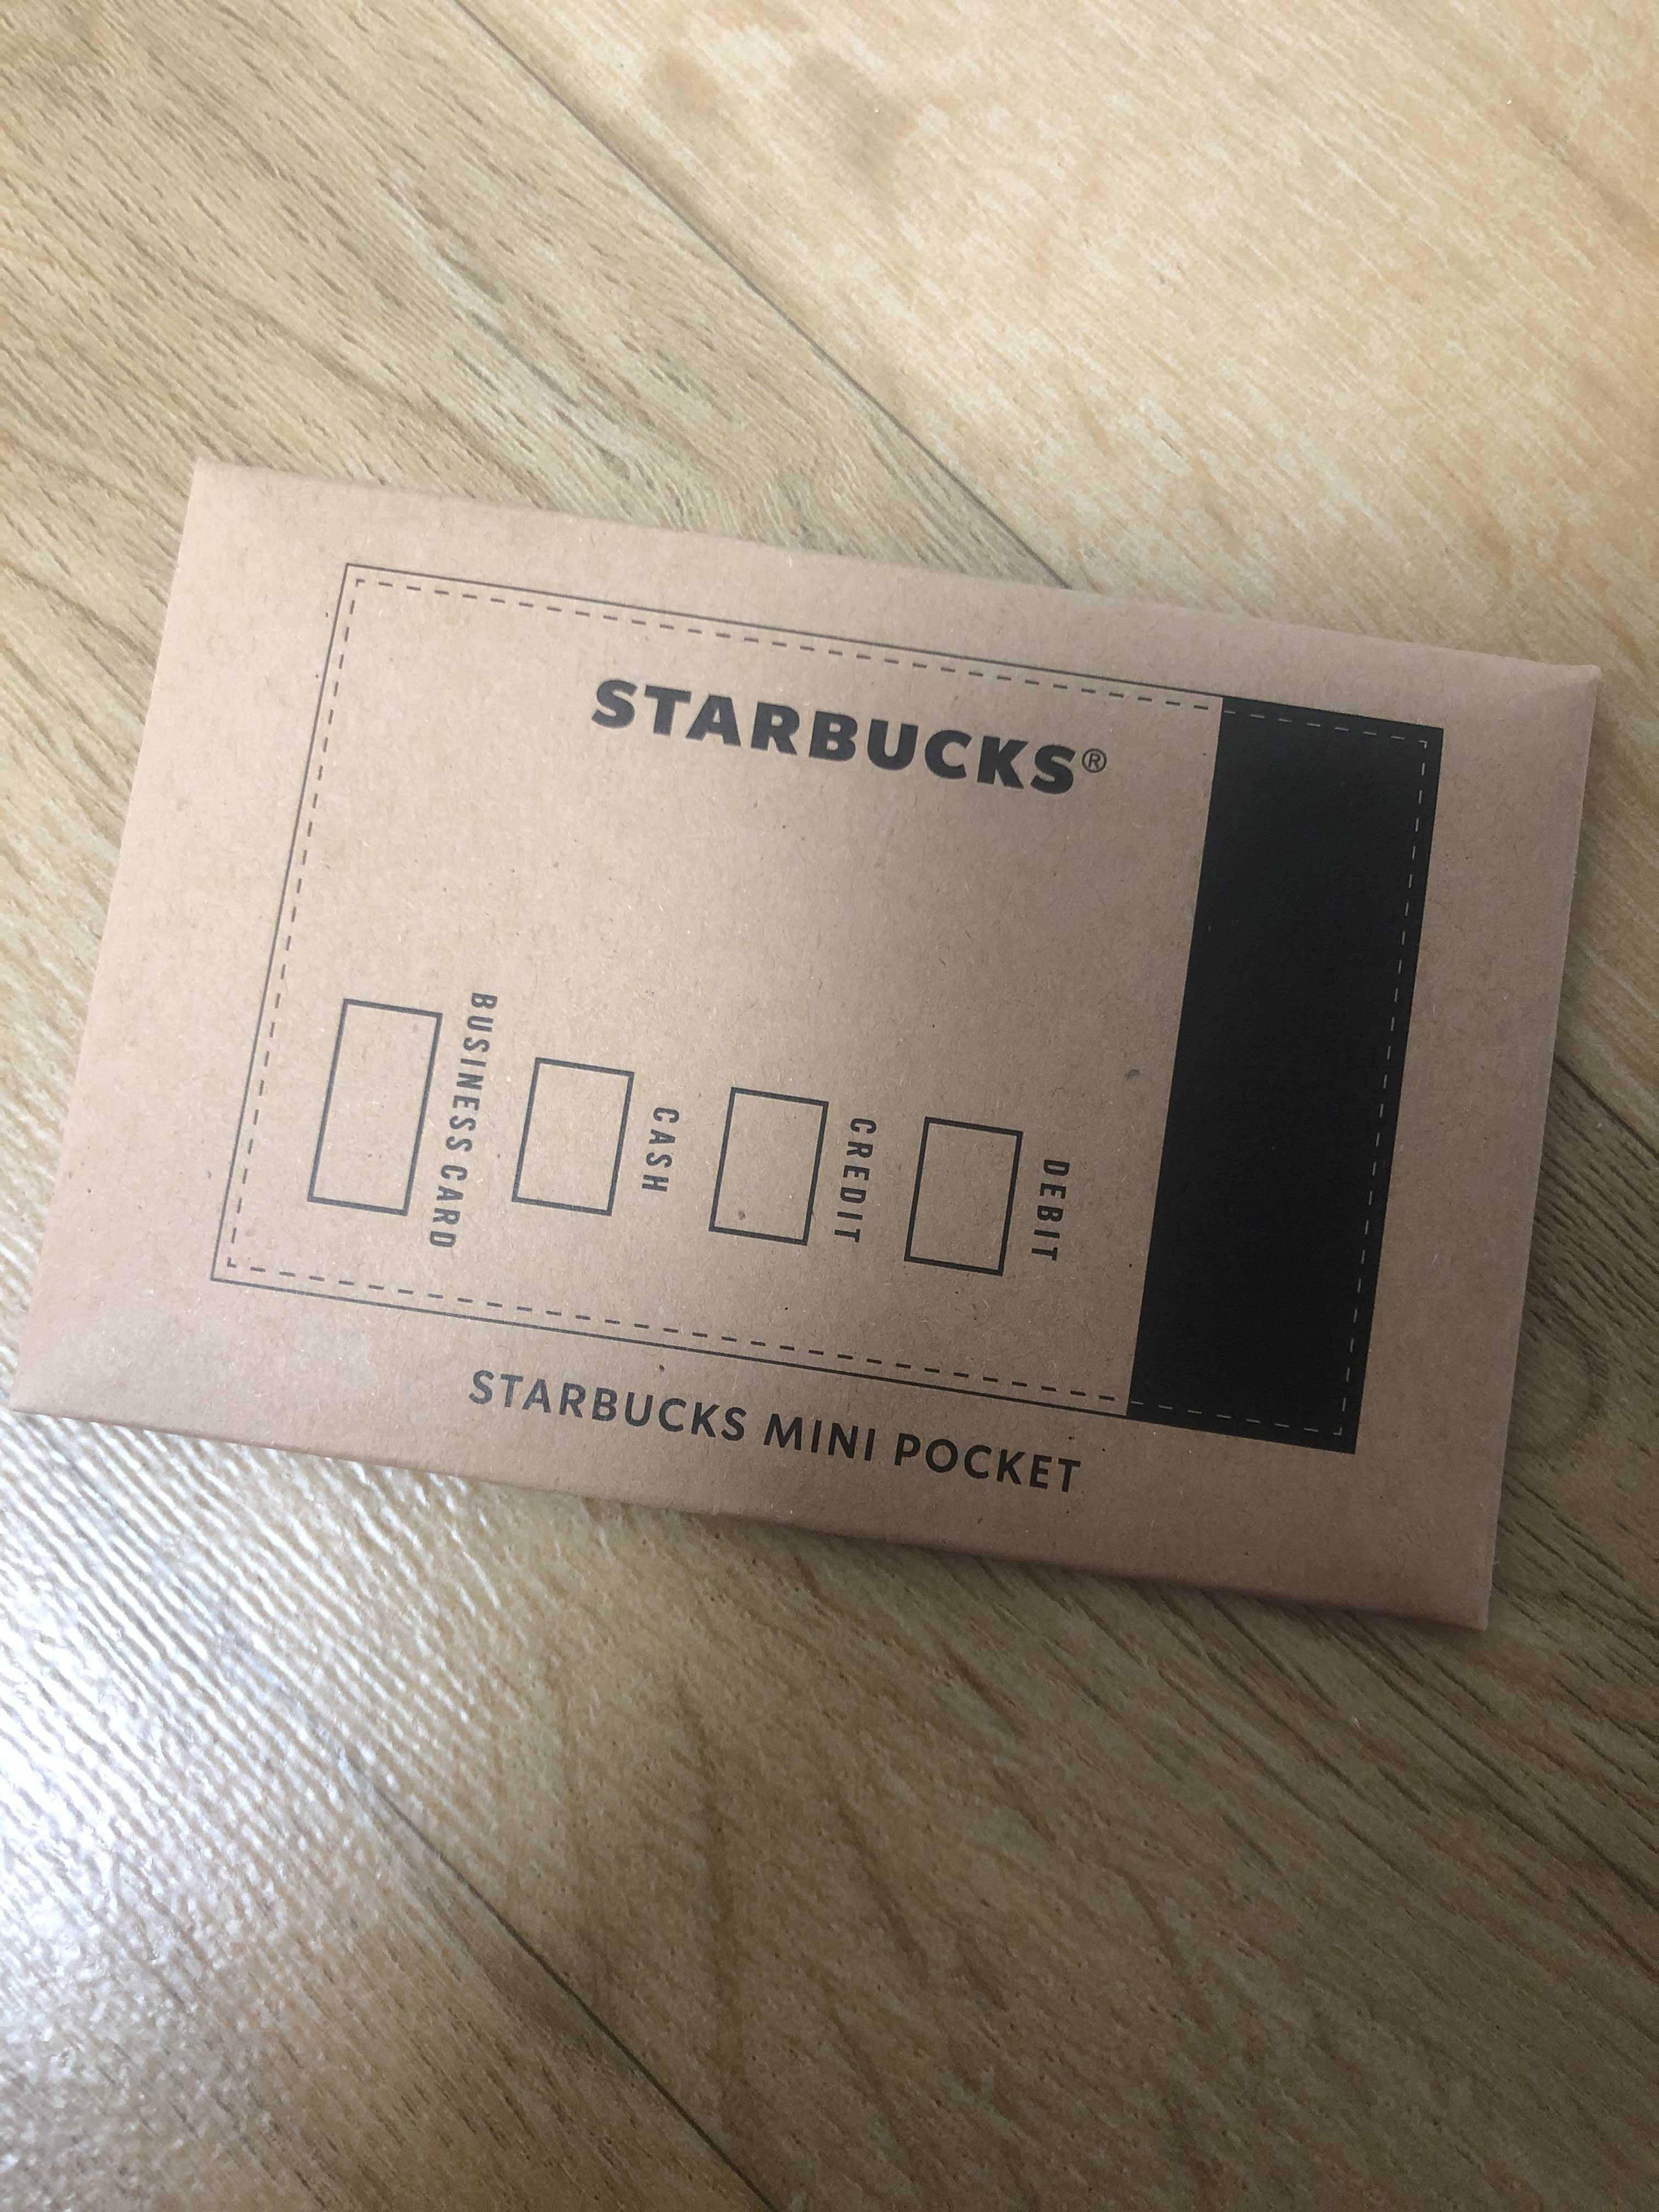 STARBUCKS®
BUSINESS CARD
CASH
CREDIT
DEBIT
STARBUCKS MINI POCKET